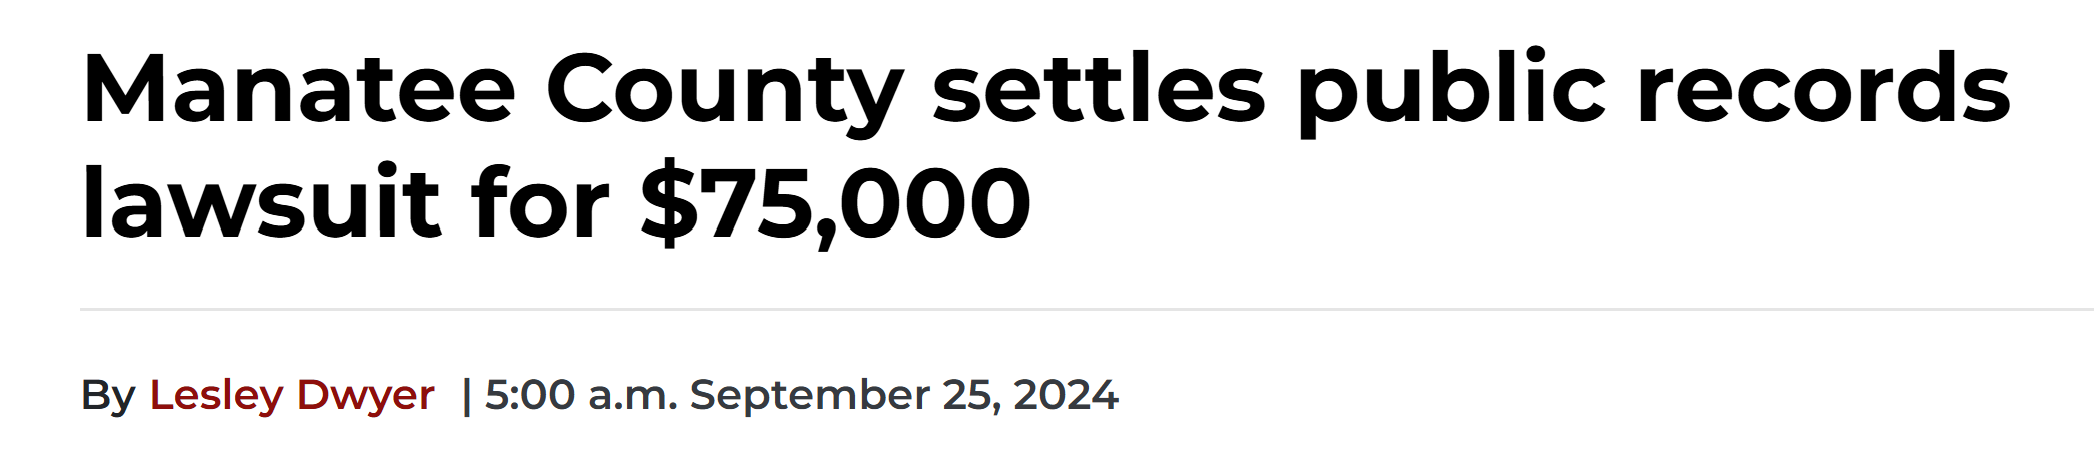 Manatee County settles public records
lawsuit for $75,000
By Lesley Dwyer | 5:00 a.m. September 25, 2024